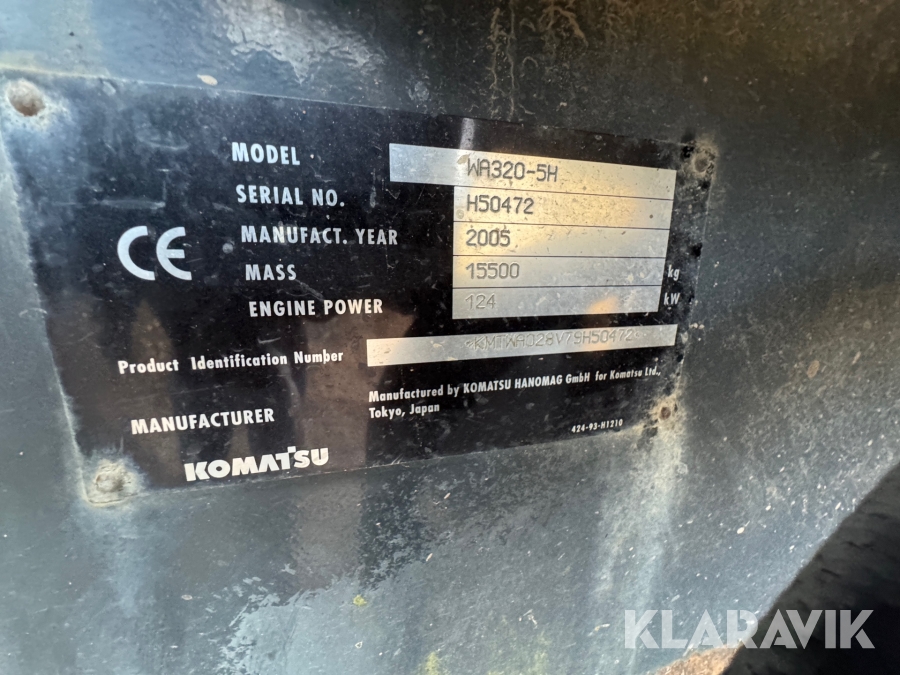 MODEL WA320-5H
SERIAL NO. H50472
MANUFACT. YEAR 2005
CE
MASS 15500 kg
ENGINE POWER 124 kW
Product Identification Number
Manufactured by KOMATSU HANOMAG GmbH for Komatsu Ltd.,
MANUFACTURER
Tokyo, Japan
424-93-H1210
KOMATSU
KLARAVIK